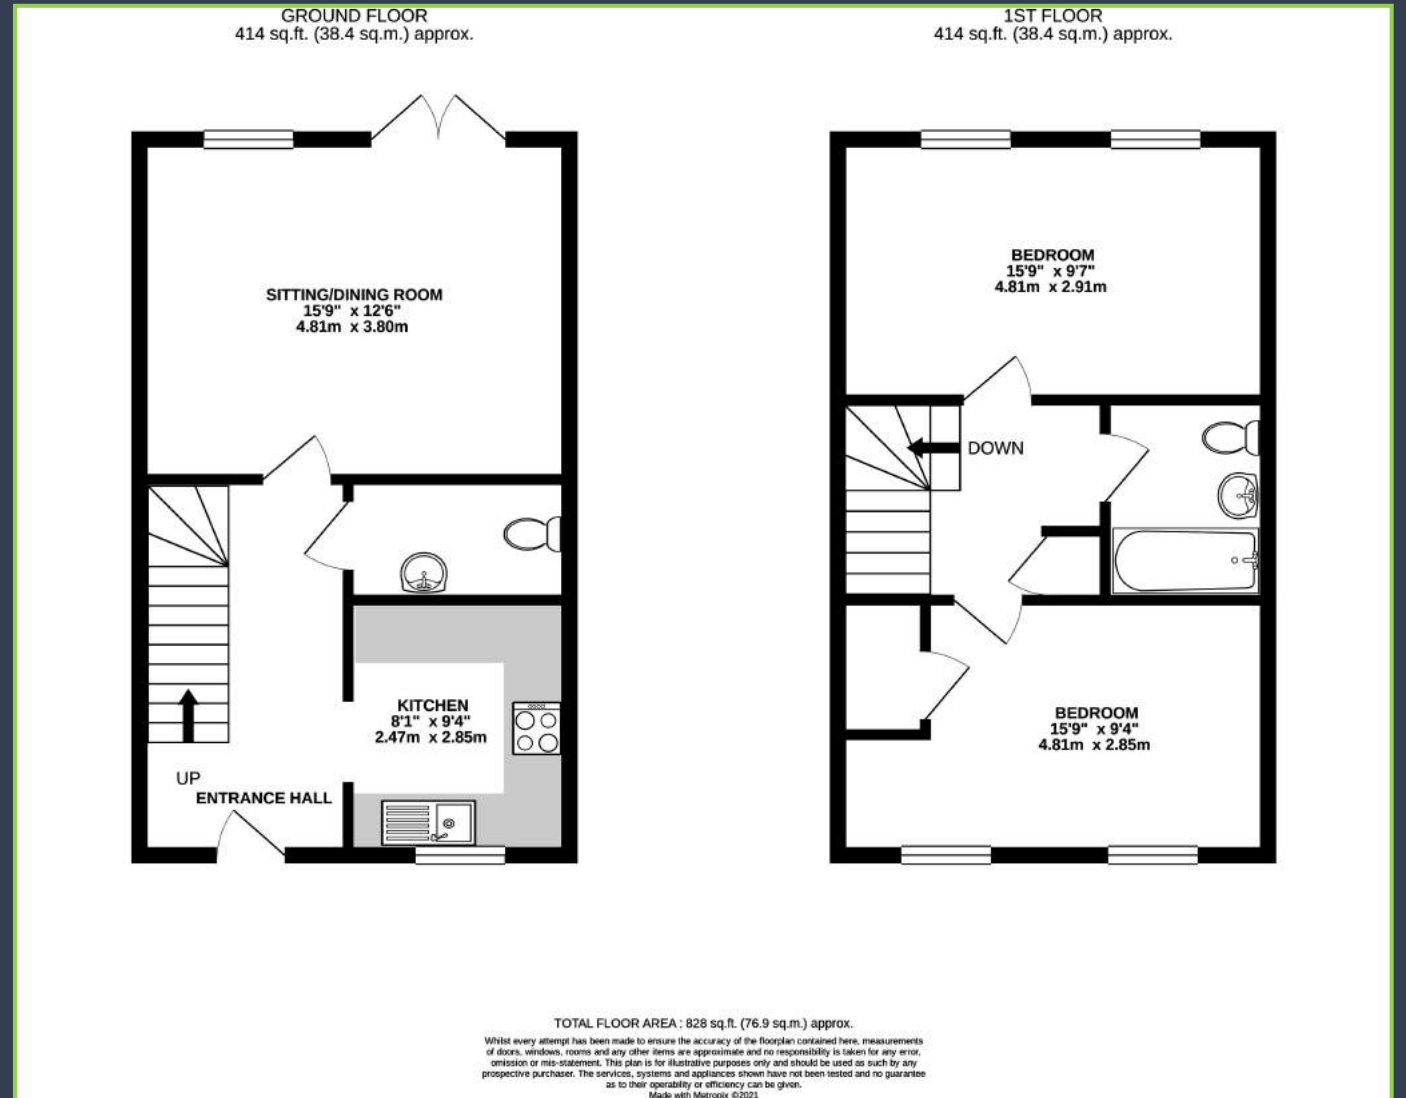 GROUND FLOOR
414 sq.ft. (38.4 sq.m.) approx.
1ST FLOOR
414 sq.ft. (38.4 sq.m.) approx.
SITTING/DINING ROOM
15'9" x 12'6"
4.81m x 3.80m
KITCHEN
8'1" x 9'4"
2.47m x 2.85m
UP
ENTRANCE HALL
BEDROOM
15'9" x 9'7"
4.81m x 2.91m
DOWN
BEDROOM
15'9" x 9'4"
4.81m x 2.85m
TOTAL FLOOR AREA : 828 sq.ft. (76.9 sq.m.) approx.
Whilst every attempt has been made to ensure the accuracy of the floorplan contained here, measurements
of doors, windows, rooms and any other items are approximate and no responsibility is taken for any error,
omission or mis-statement. This plan is for illustrative purposes only and should be used as such by any
prospective purchaser. The services, systems and appliances shown have not been tested and no guarantee
as to their operability or efficiency can be given.
Made with Metropix ©2021